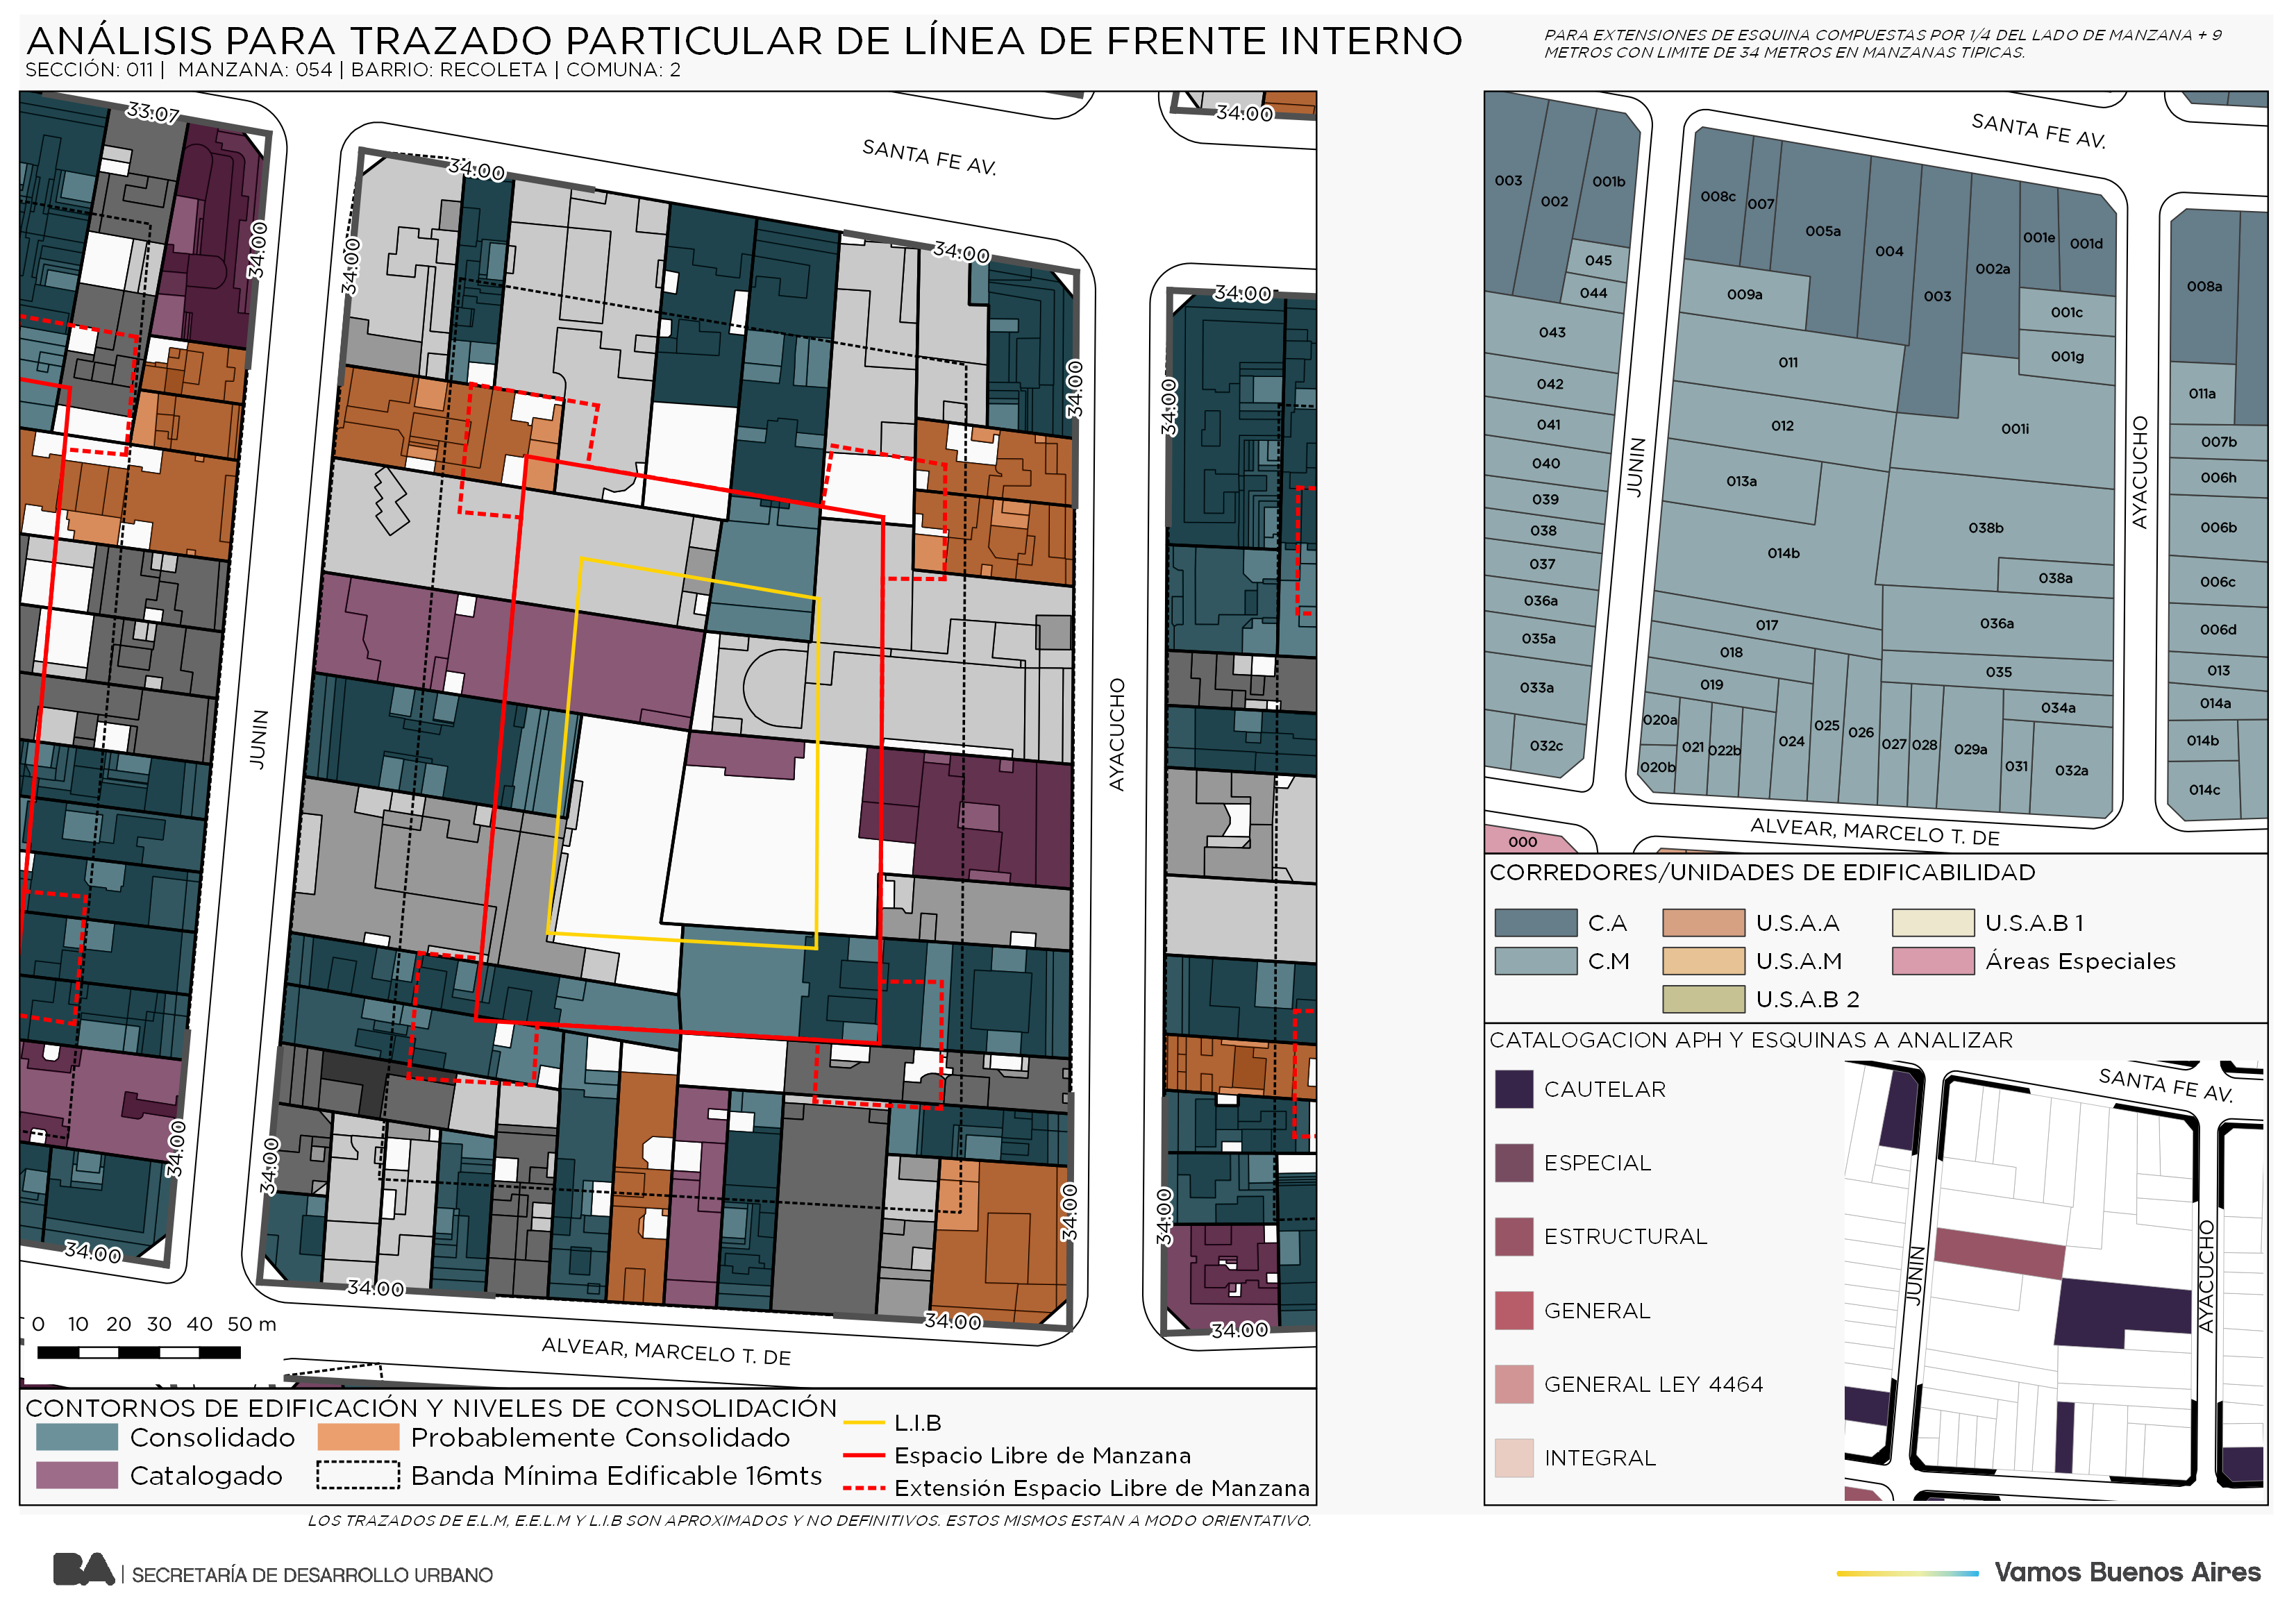 ANÁLISIS PARA TRAZADO PARTICULAR DE LÍNEA DE FRENTE INTERNO
SECCIÓN: 011 | MANZANA: 054 | BARRIO: RECOLETA | COMUNA: 2
PARA EXTENSIONES DE ESQUINA COMPUESTAS POR 1/4 DEL LADO DE MANZANA + 9
METROS CON LIMITE DE 34 METROS EN MANZANAS TIPICAS.
33.07
34.00
34.00
34.00
34.00
SANTA FE AV.
34.00
34.00
34.00
34.00
34.00
JUNIN
AYACUCHO
34.00
34.00
34.00
34.00
34.00
34.00
34.00
34.00
34.00
ALVEAR, MARCELO T. DE
0 10 20 30 40 50 m
CONTORNOS DE EDIFICACIÓN Y NIVELES DE CONSOLIDACIÓN
Consolidado
Probablemente Consolidado
Catalogado
Banda Mínima Edificable 16mts
L.I.B
Espacio Libre de Manzana
Extensión Espacio Libre de Manzana
LOS TRAZADOS DE E.L.M, E.E.L.M Y L.I.B SON APROXIMADOS Y NO DEFINITIVOS. ESTOS MISMOS ESTAN A MODO ORIENTATIVO.
SANTA FE AV.
003
002
001b
045
044
043
042
041
040
039
038
037
036a
035a
033a
032c
JUNIN
008c
007
005a
004
003
002a
001e
001d
009a
001c
001g
011
012
001i
013a
014b
038b
038a
017
036a
018
035
019
034a
020a
020b
021
022b
024
025
026
027
028
029a
031
032a
AYACUCHO
008a
011a
007b
006h
006b
006c
006d
013
014a
014b
014c
ALVEAR, MARCELO T. DE
000
CORREDORES/UNIDADES DE EDIFICABILIDAD
C.A
U.S.A.A
U.S.A.B 1
C.M
U.S.A.M
Áreas Especiales
U.S.A.B 2
CATALOGACION APH Y ESQUINAS A ANALIZAR
CAUTELAR
ESPECIAL
ESTRUCTURAL
GENERAL
GENERAL LEY 4464
INTEGRAL
SANTA FE AV.
JUNIN
AYACUCHO
BA | SECRETARÍA DE DESARROLLO URBANO
Vamos Buenos Aires